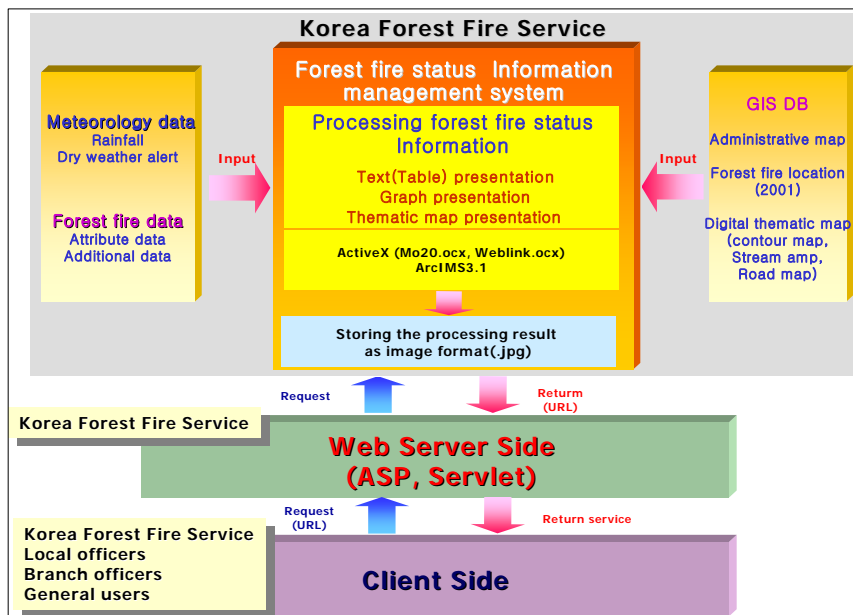 Korea Forest Fire Service
Forest fire status Information
management system
Processing forest fire status
Information
Text(Table) presentation
Graph presentation
Thematic map presentation
ActiveX (Mo20.ocx, Weblink.ocx)
ArcIMS3.1
Storing the processing result
as image format(.jpg)
Meteorology data
Rainfall
Dry weather alert
Forest fire data
Attribute data
Additional data
Input
Input
GIS DB
Administrative map
Forest fire location
(2001)
Digital thematic map
(contour map,
Stream amp,
Road map)
Request
Returm
(URL)
Korea Forest Fire Service
Web Server Side
(ASP, Servlet)
Request
(URL)
Return service
Korea Forest Fire Service
Local officers
Branch officers
General users
Client Side